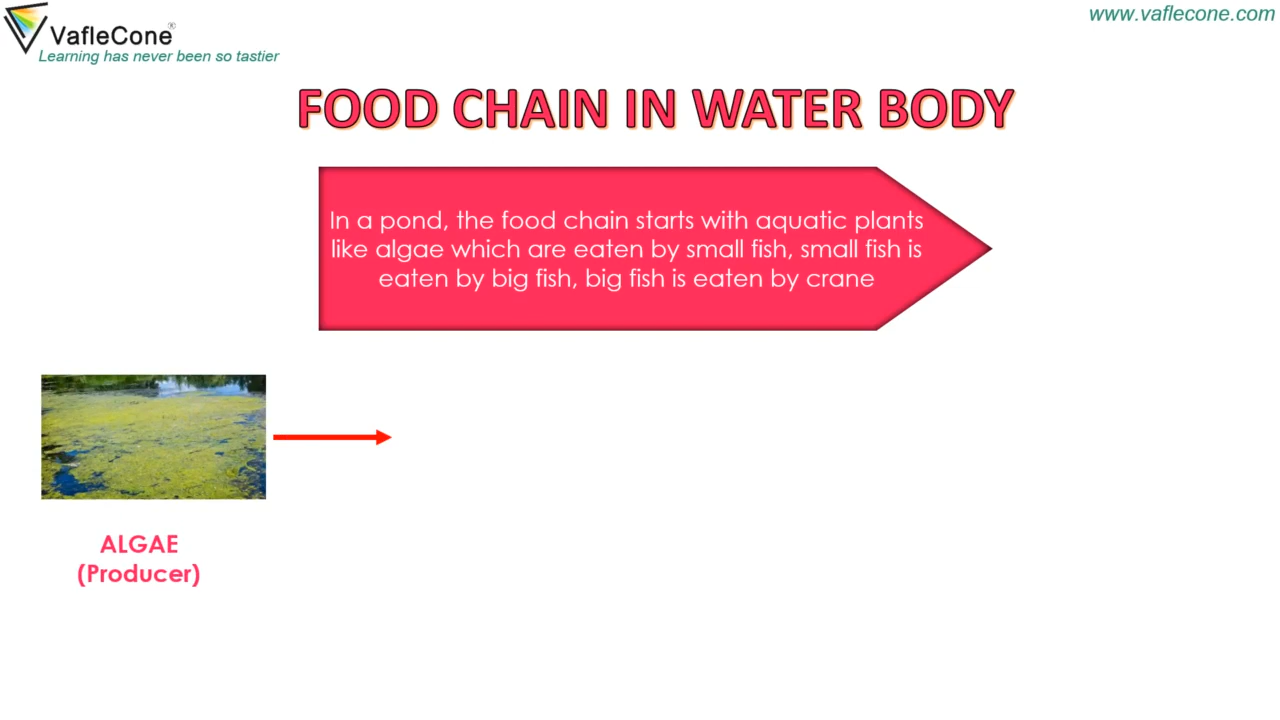 VafleCone®
Learning has never been so tastier
www.vaflecone.com
FOOD CHAIN IN WATER BODY
In a pond, the food chain starts with aquatic plants
like algae which are eaten by small fish, small fish is
eaten by big fish, big fish is eaten by crane
ALGAE
(Producer)